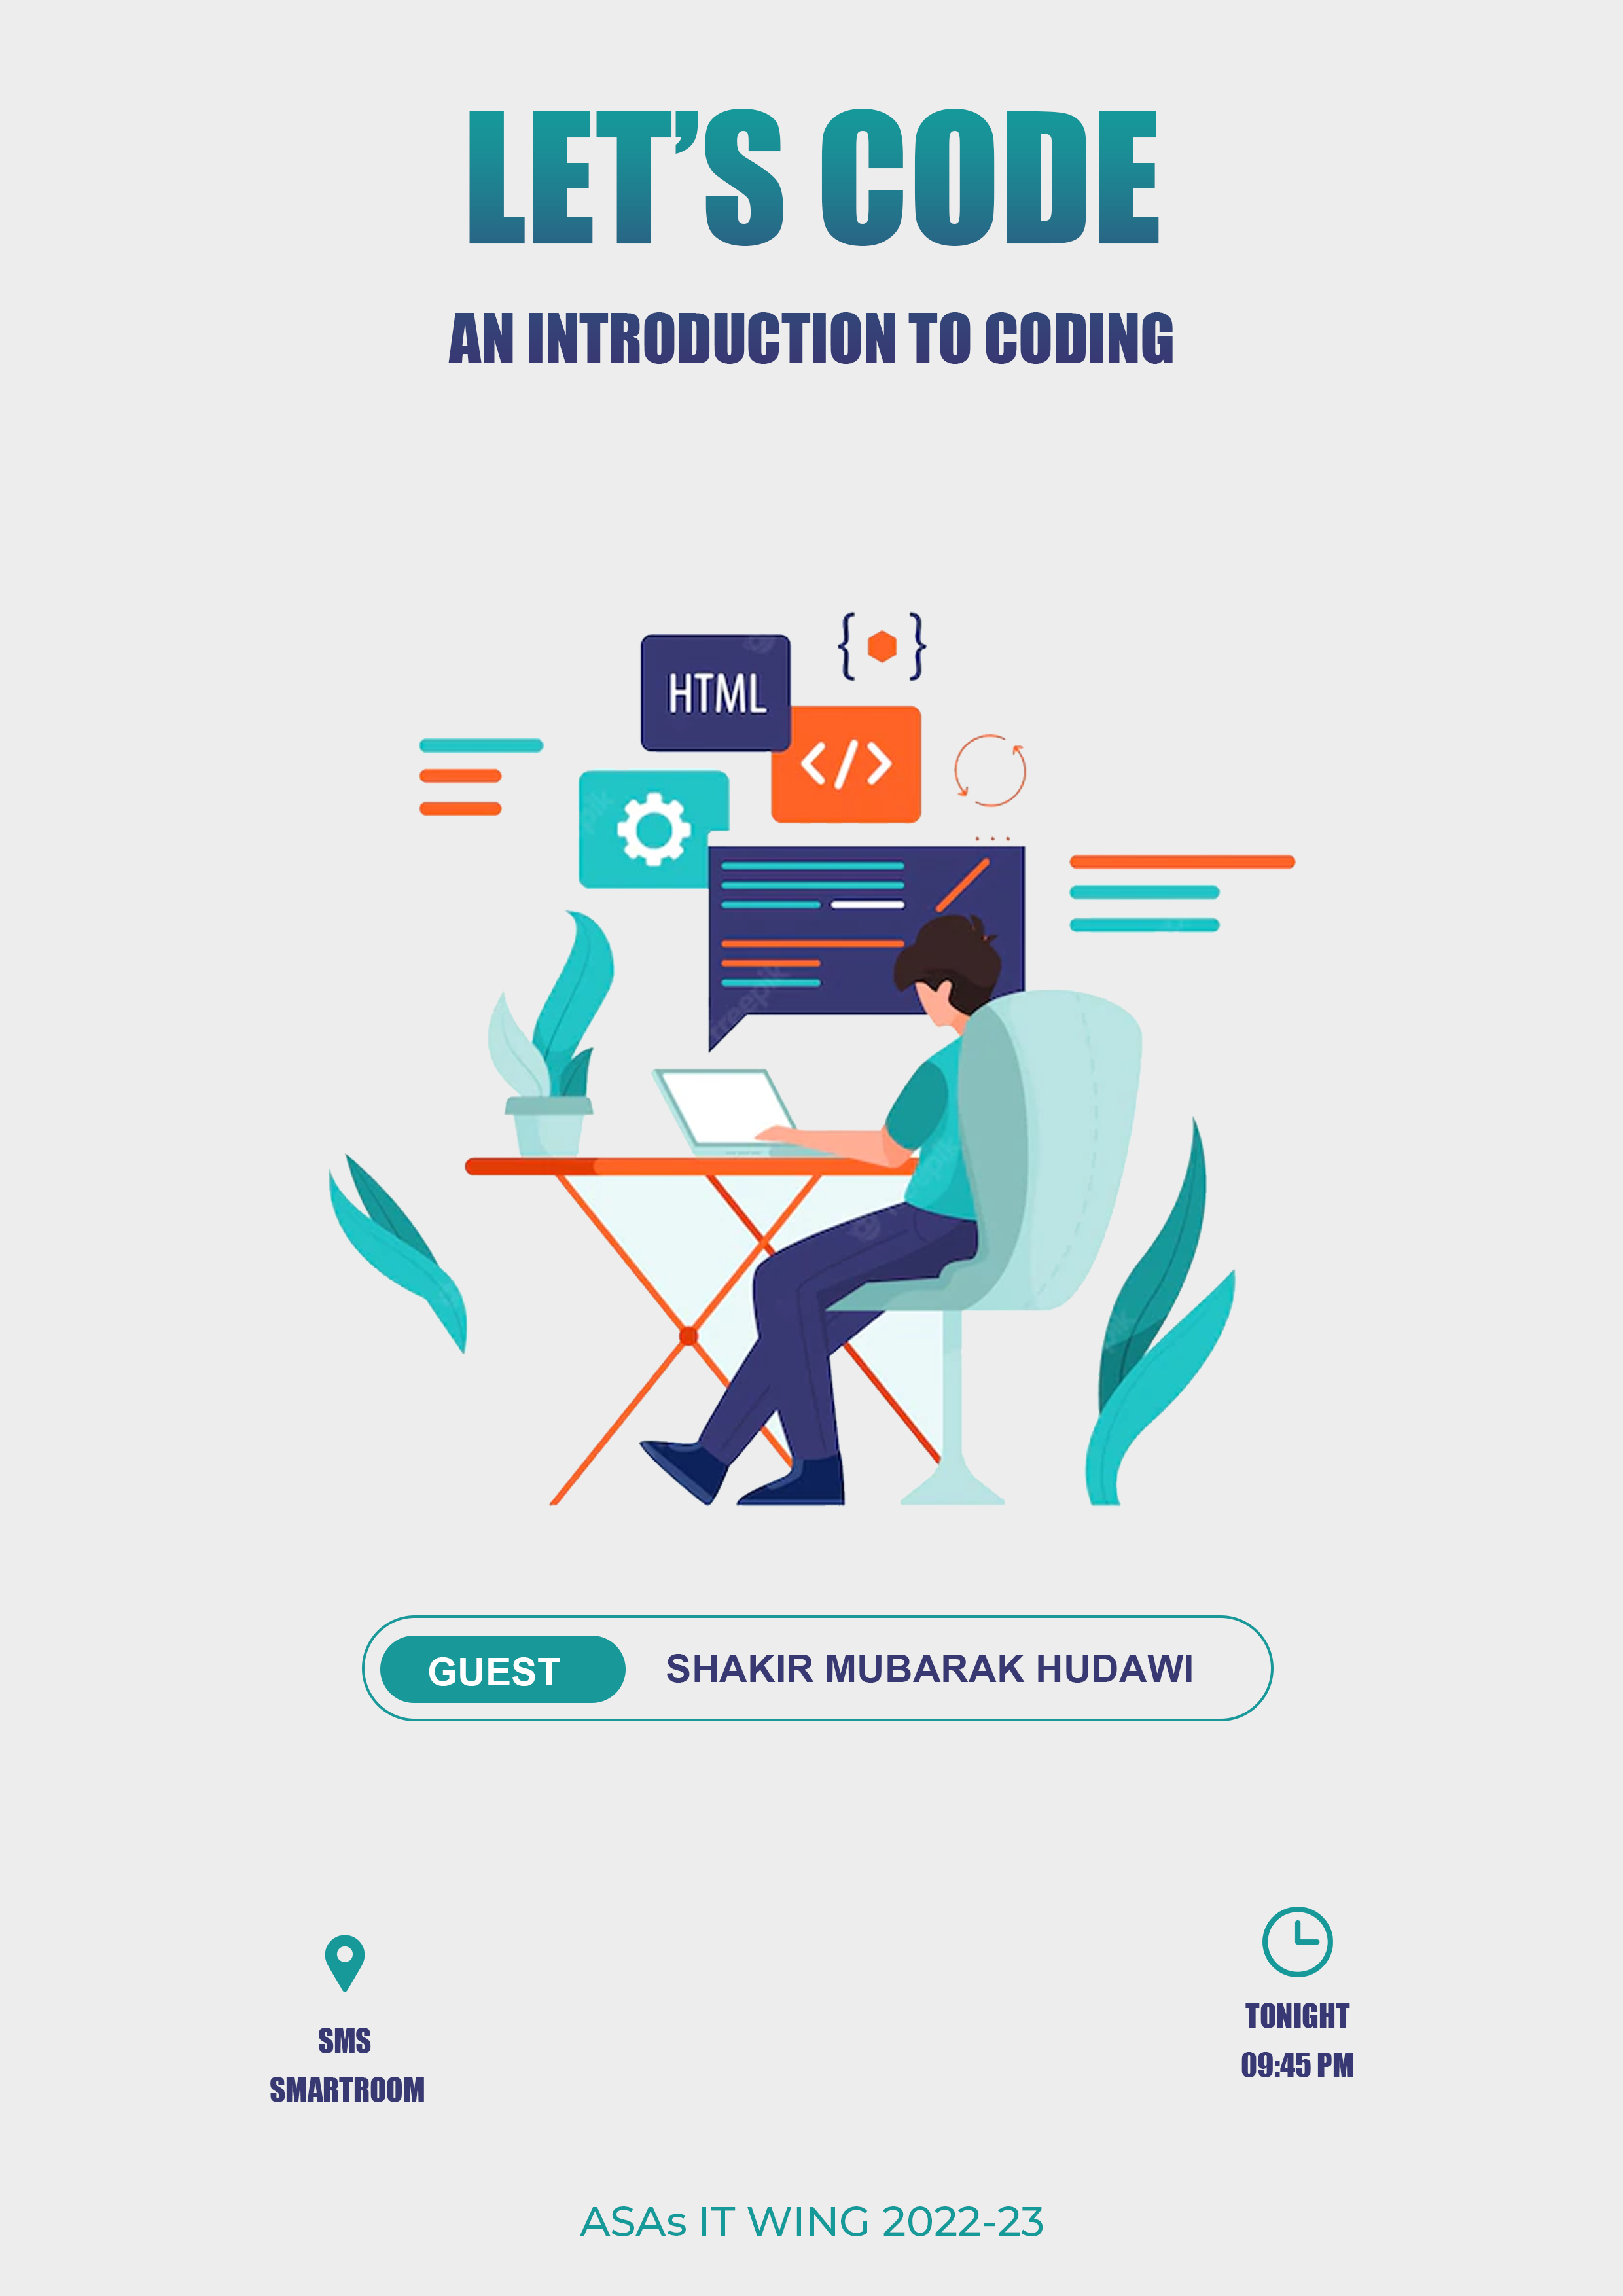 LET'S CODE
AN INTRODUCTION TO CODING
{ }
HTML
</>
freepik
GUEST SHAKIR MUBARAK HUDAWI
SMS
SMARTROOM
TONIGHT
09:45 PM
ASAs IT WING 2022-23